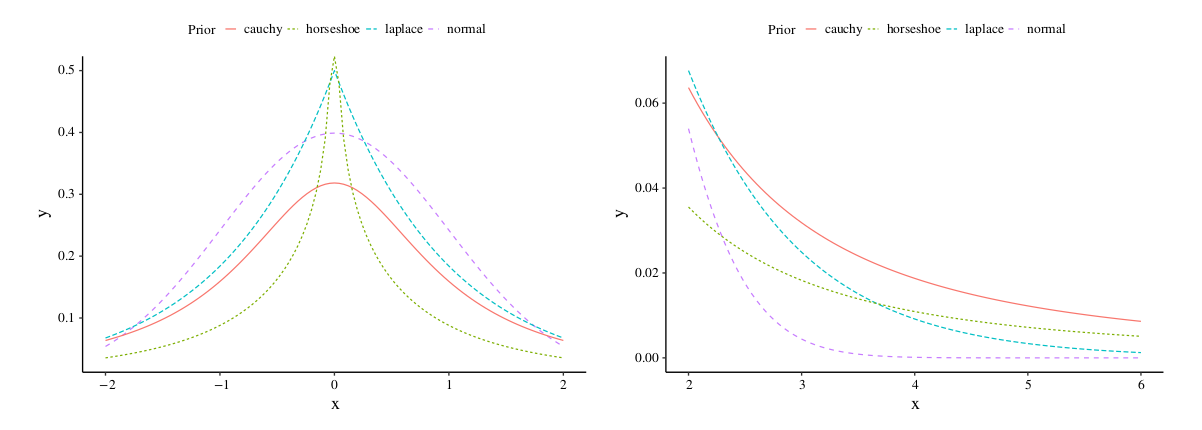 Prior cauchy horseshoe laplace normal
0.5
0.4
0.3
0.2
0.1
y
−2 −1 0 1 2
x
Prior cauchy horseshoe laplace normal
0.06
0.04
0.02
0.00
y
2 3 4 5 6
x